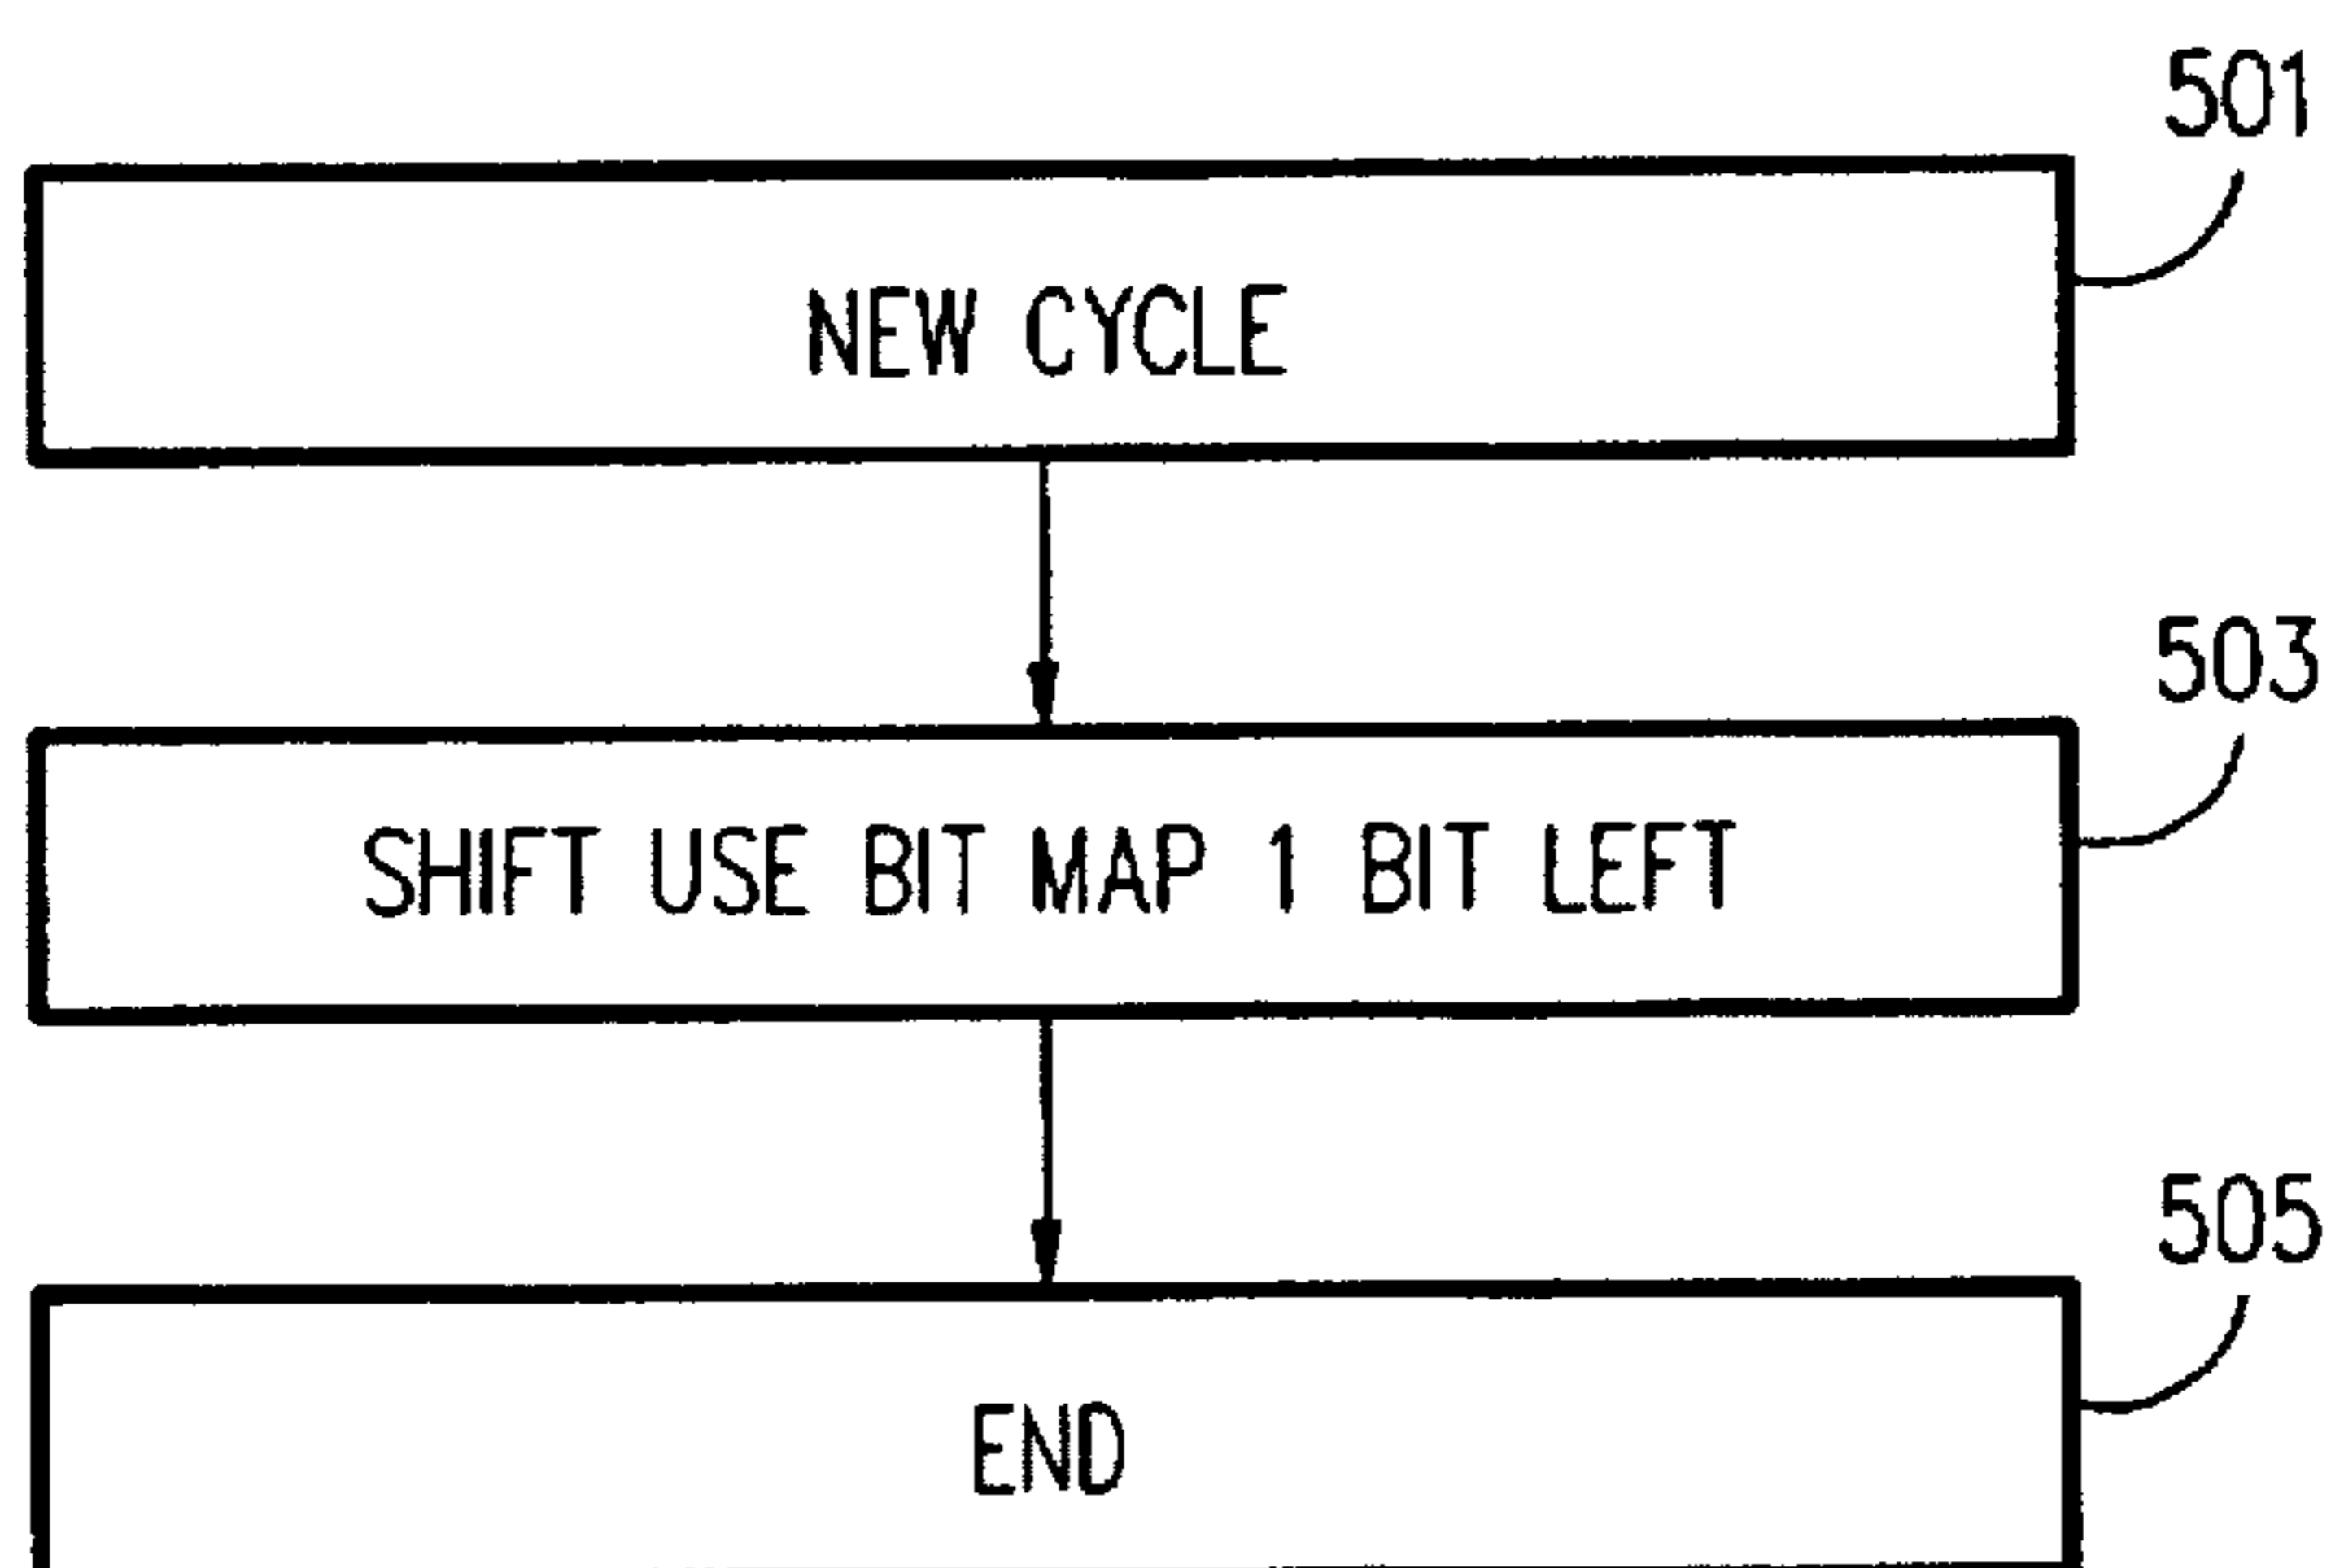 501
NEW CYCLE
503
SHIFT USE BIT MAP 1 BIT LEFT
505
END